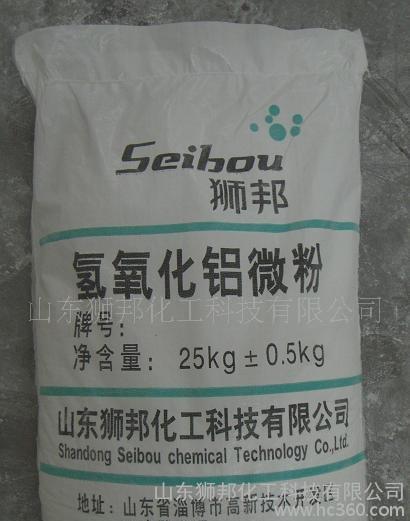 Seibou
狮邦
氢氧化铝微粉
山东狮邦化工科技有限公司
牌号:
净含量: 25kg±0.5kg
山东狮邦化工科技有限公司
Shandong Seibou chemical Technology Co.,Ltd.
地址: 山东省淄博市高新技术开发区
山东狮邦化工科技有限公司
www.hc360.com